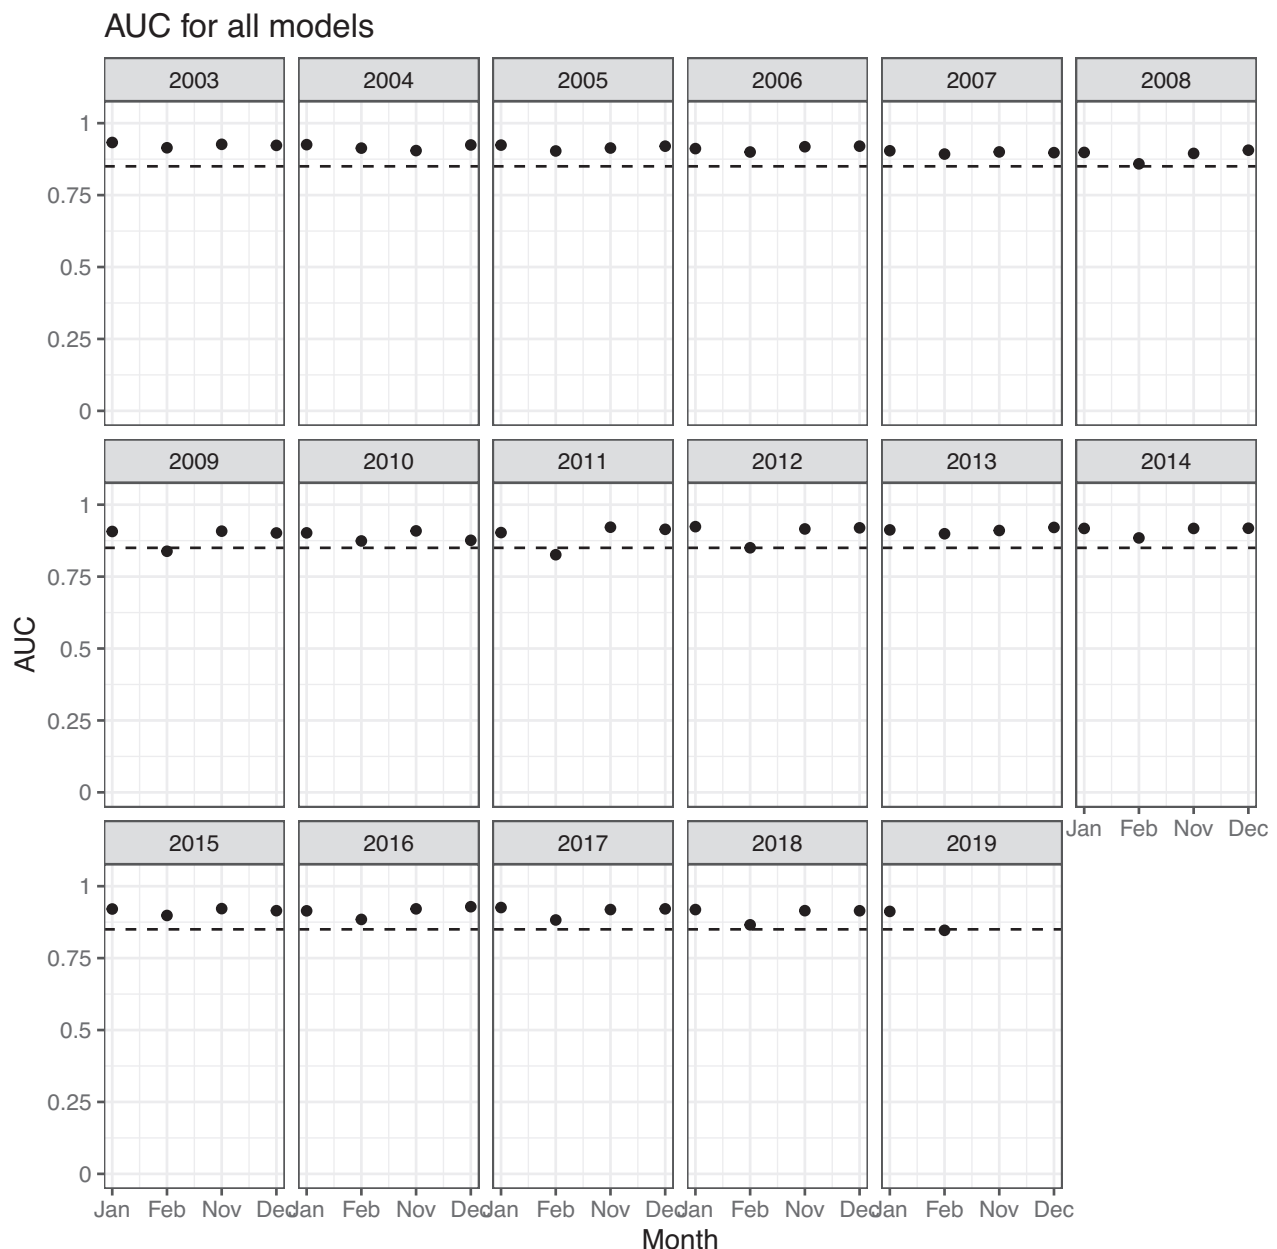 AUC for all models
2003 2004 2005 2006 2007 2008
1
0.75
0.5
0.25
0
2009 2010 2011 2012 2013 2014
1
0.75
0.5
0.25
0
AUC
Jan Feb Nov Dec
2015 2016 2017 2018 2019
1
0.75
0.5
0.25
0
Jan Feb Nov Dec Jan Feb Nov Dec Jan Feb Nov Dec Jan Feb Nov Dec Jan Feb Nov Dec
Month